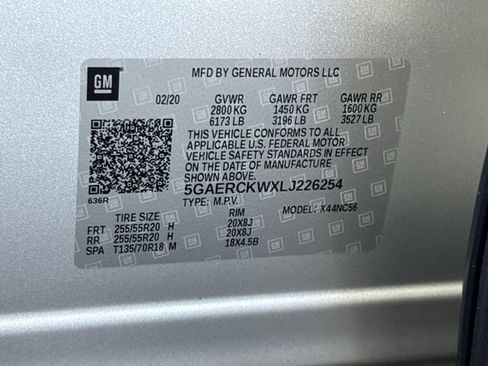 GM
MFD BY GENERAL MOTORS LLC
02/20 GVWR GAWR FRT GAWR RR
2800 KG 1450 KG 1600 KG
6173 LB 3196 LB 3527 LB
THIS VEHICLE CONFORMS TO ALL
APPLICABLE U.S. FEDERAL MOTOR
VEHICLE SAFETY STANDARDS IN EFFECT
ON THE DATE OF MANUFACTURE
SHOWN ABOVE.
5GAERCKWXLJ226254
636R
TYPE: M.P.V. MODEL: X44NC56
TIRE SIZE RIM
FRT 255/55R20 H 20X8J
RR 255/55R20 H 20X8J
SPA T135/70R18 M 18X4.5B